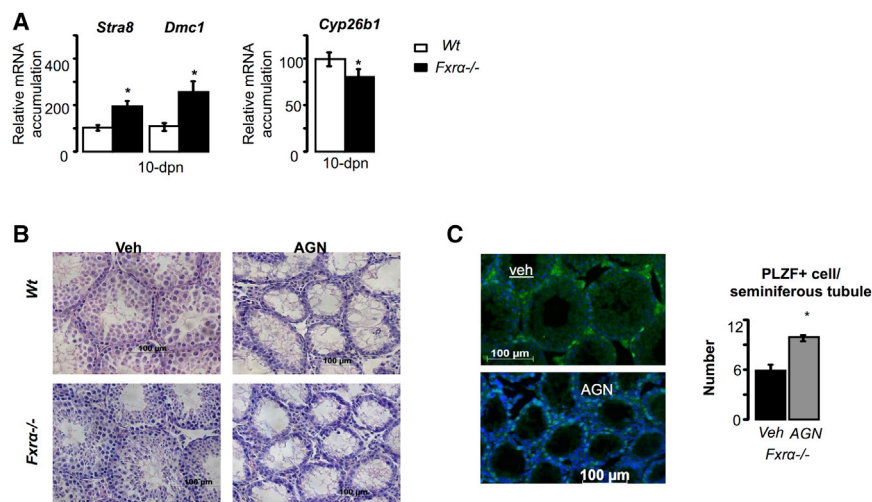 A
Stra8 Dmc1
Relative mRNA
accumulation
400
200
0
10-dpn
Cyp26b1
Relative mRNA
accumulation
100
50
0
*
*
*
10-dpn
Wt
Fxrα-/-
B
Veh AGN
Wt
100 µm
100 µm
Fxrα-/-
100 µm
100 µm
C
veh
100 µm
AGN
100 µm
PLZF+ cell/
seminiferous tubule
*
Number
12
6
0
Veh AGN
Fxrα-/-